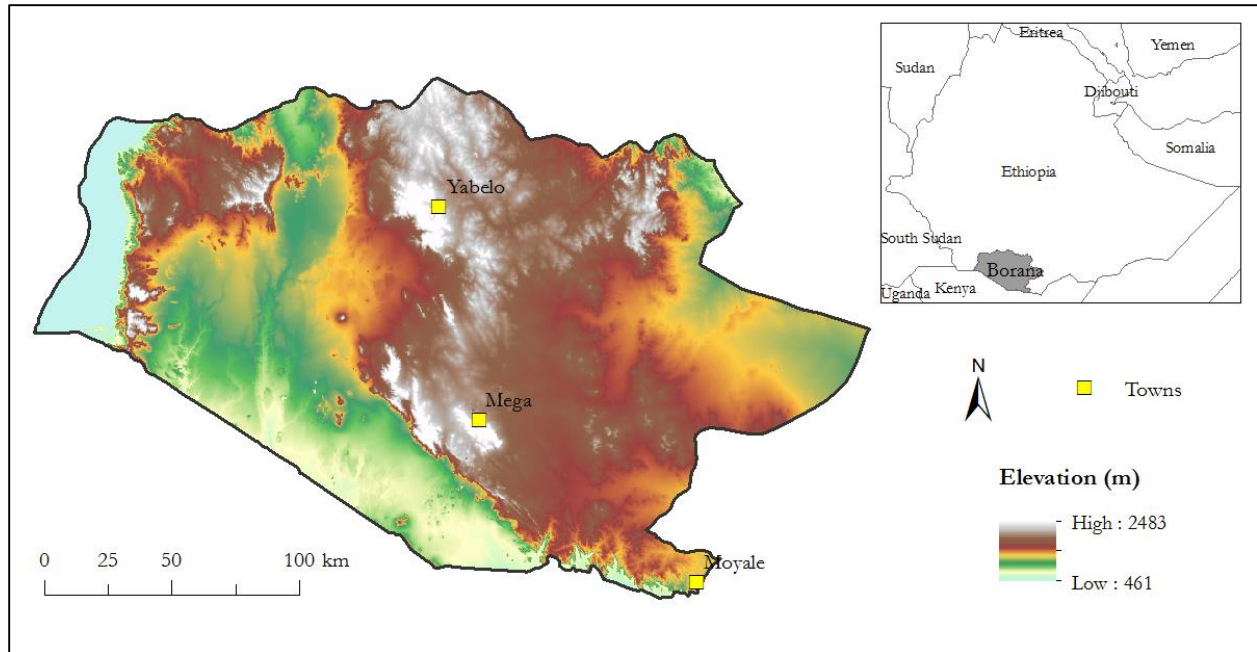 Yabelo
Mega
Moyale
0 25 50 100 km
Eritrea
Yemen
Sudan
Djibouti
Somalia
Ethiopia
South Sudan
Borana
Uganda
Kenya
N
Towns
Elevation (m)
High : 2483
Low : 461